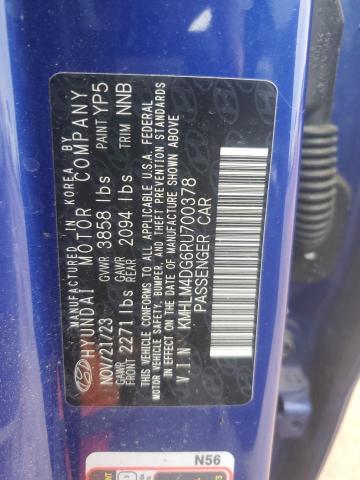 MANUFACTURED IN KOREA BY
HYUNDAI MOTOR COMPANY
NOV/21/23 GVWR 3858 lbs PAINT YP5
GAWR FRONT 2271 lbs GAWR REAR 2094 lbs TRIM NNB
THIS VEHICLE CONFORMS TO ALL APPLICABLE U.S.A. FEDERAL
MOTOR VEHICLE SAFETY, BUMPER, AND THEFT PREVENTION
STANDARDS IN EFFECT ON THE DATE OF MANUFACTURE SHOWN ABOVE.
V.I.N KMHLM4DG6RU700378
PASSENGER CAR
N56